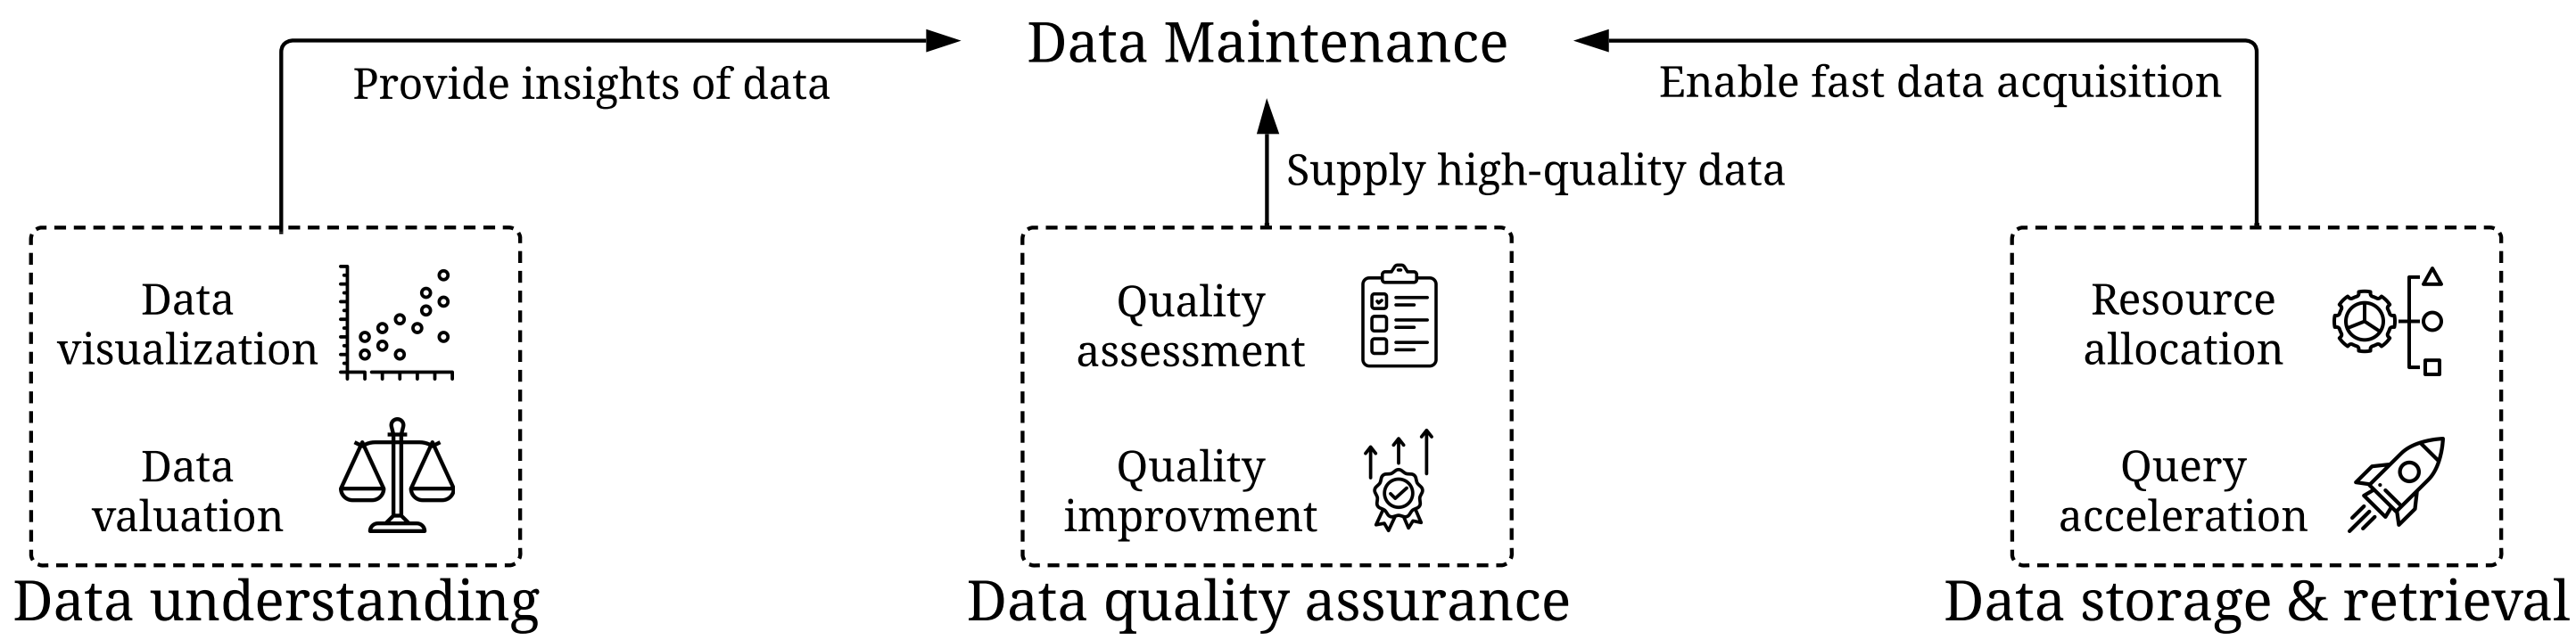 Data Maintenance
Provide insights of data
Enable fast data acquisition
Supply high-quality data
Data
visualization
Data
valuation
Data understanding
Quality
assessment
Quality
improvment
Data quality assurance
Resource
allocation
Query
acceleration
Data storage & retrieval